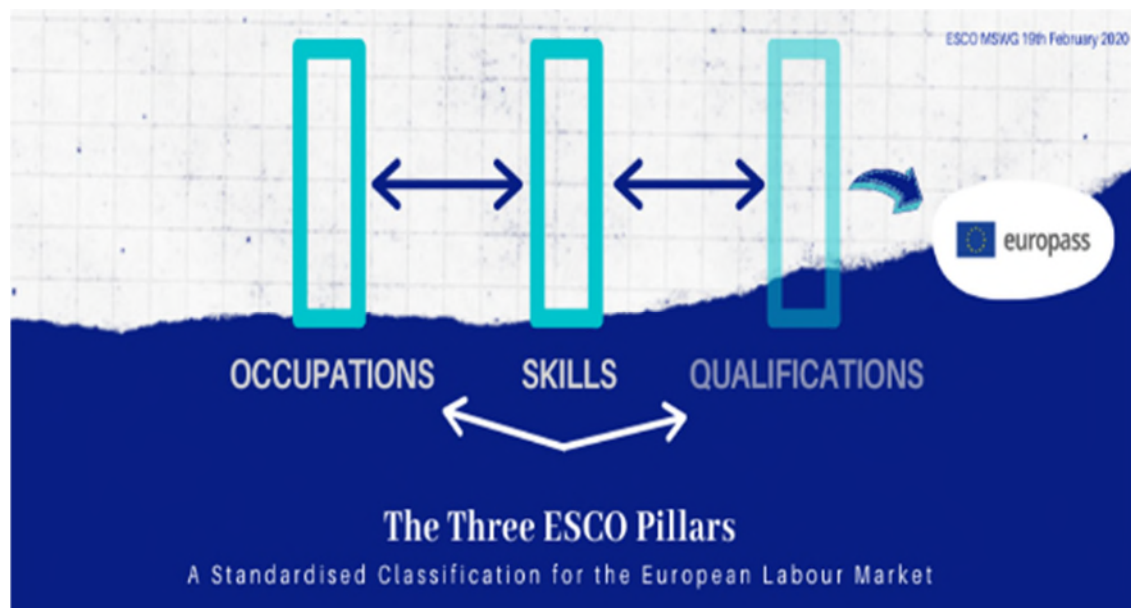 ESCO MSWG 19th February 2020
europass
OCCUPATIONS SKILLS QUALIFICATIONS
The Three ESCO Pillars
A Standardised Classification for the European Labour Market